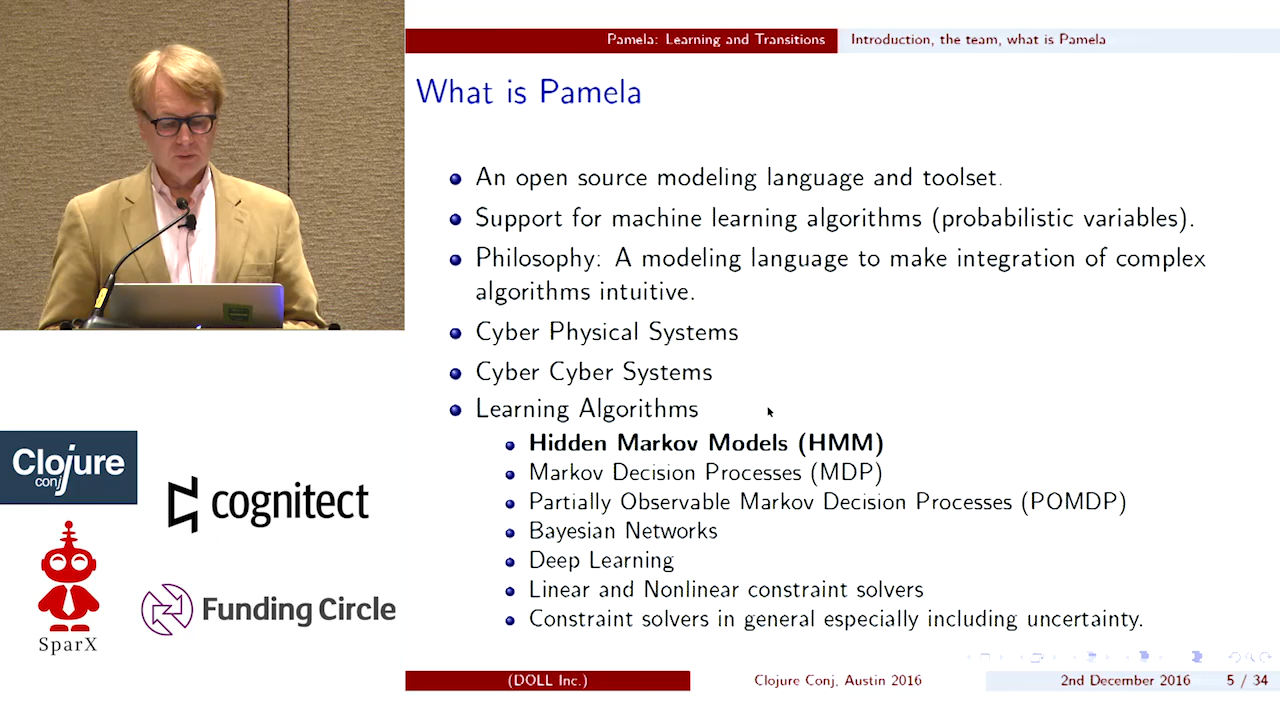 Pamela: Learning and Transitions
Introduction, the team, what is Pamela
What is Pamela
An open source modeling language and toolset.
Support for machine learning algorithms (probabilistic variables).
Philosophy: A modeling language to make integration of complex
algorithms intuitive.
Cyber Physical Systems
Cyber Cyber Systems
Learning Algorithms
Hidden Markov Models (HMM)
Markov Decision Processes (MDP)
Partially Observable Markov Decision Processes (POMDP)
Bayesian Networks
Deep Learning
Linear and Nonlinear constraint solvers
Constraint solvers in general especially including uncertainty.
Clojure
conj
cognitect
SparX
Funding Circle
(DOLL Inc.)
Clojure Conj, Austin 2016
2nd December 2016
5 / 34